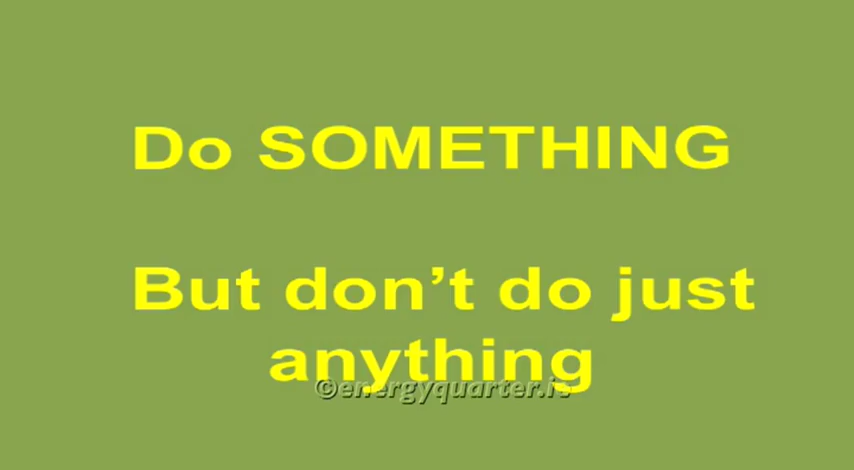 Do SOMETHING
But don’t do just
anything
©energyquarter.is